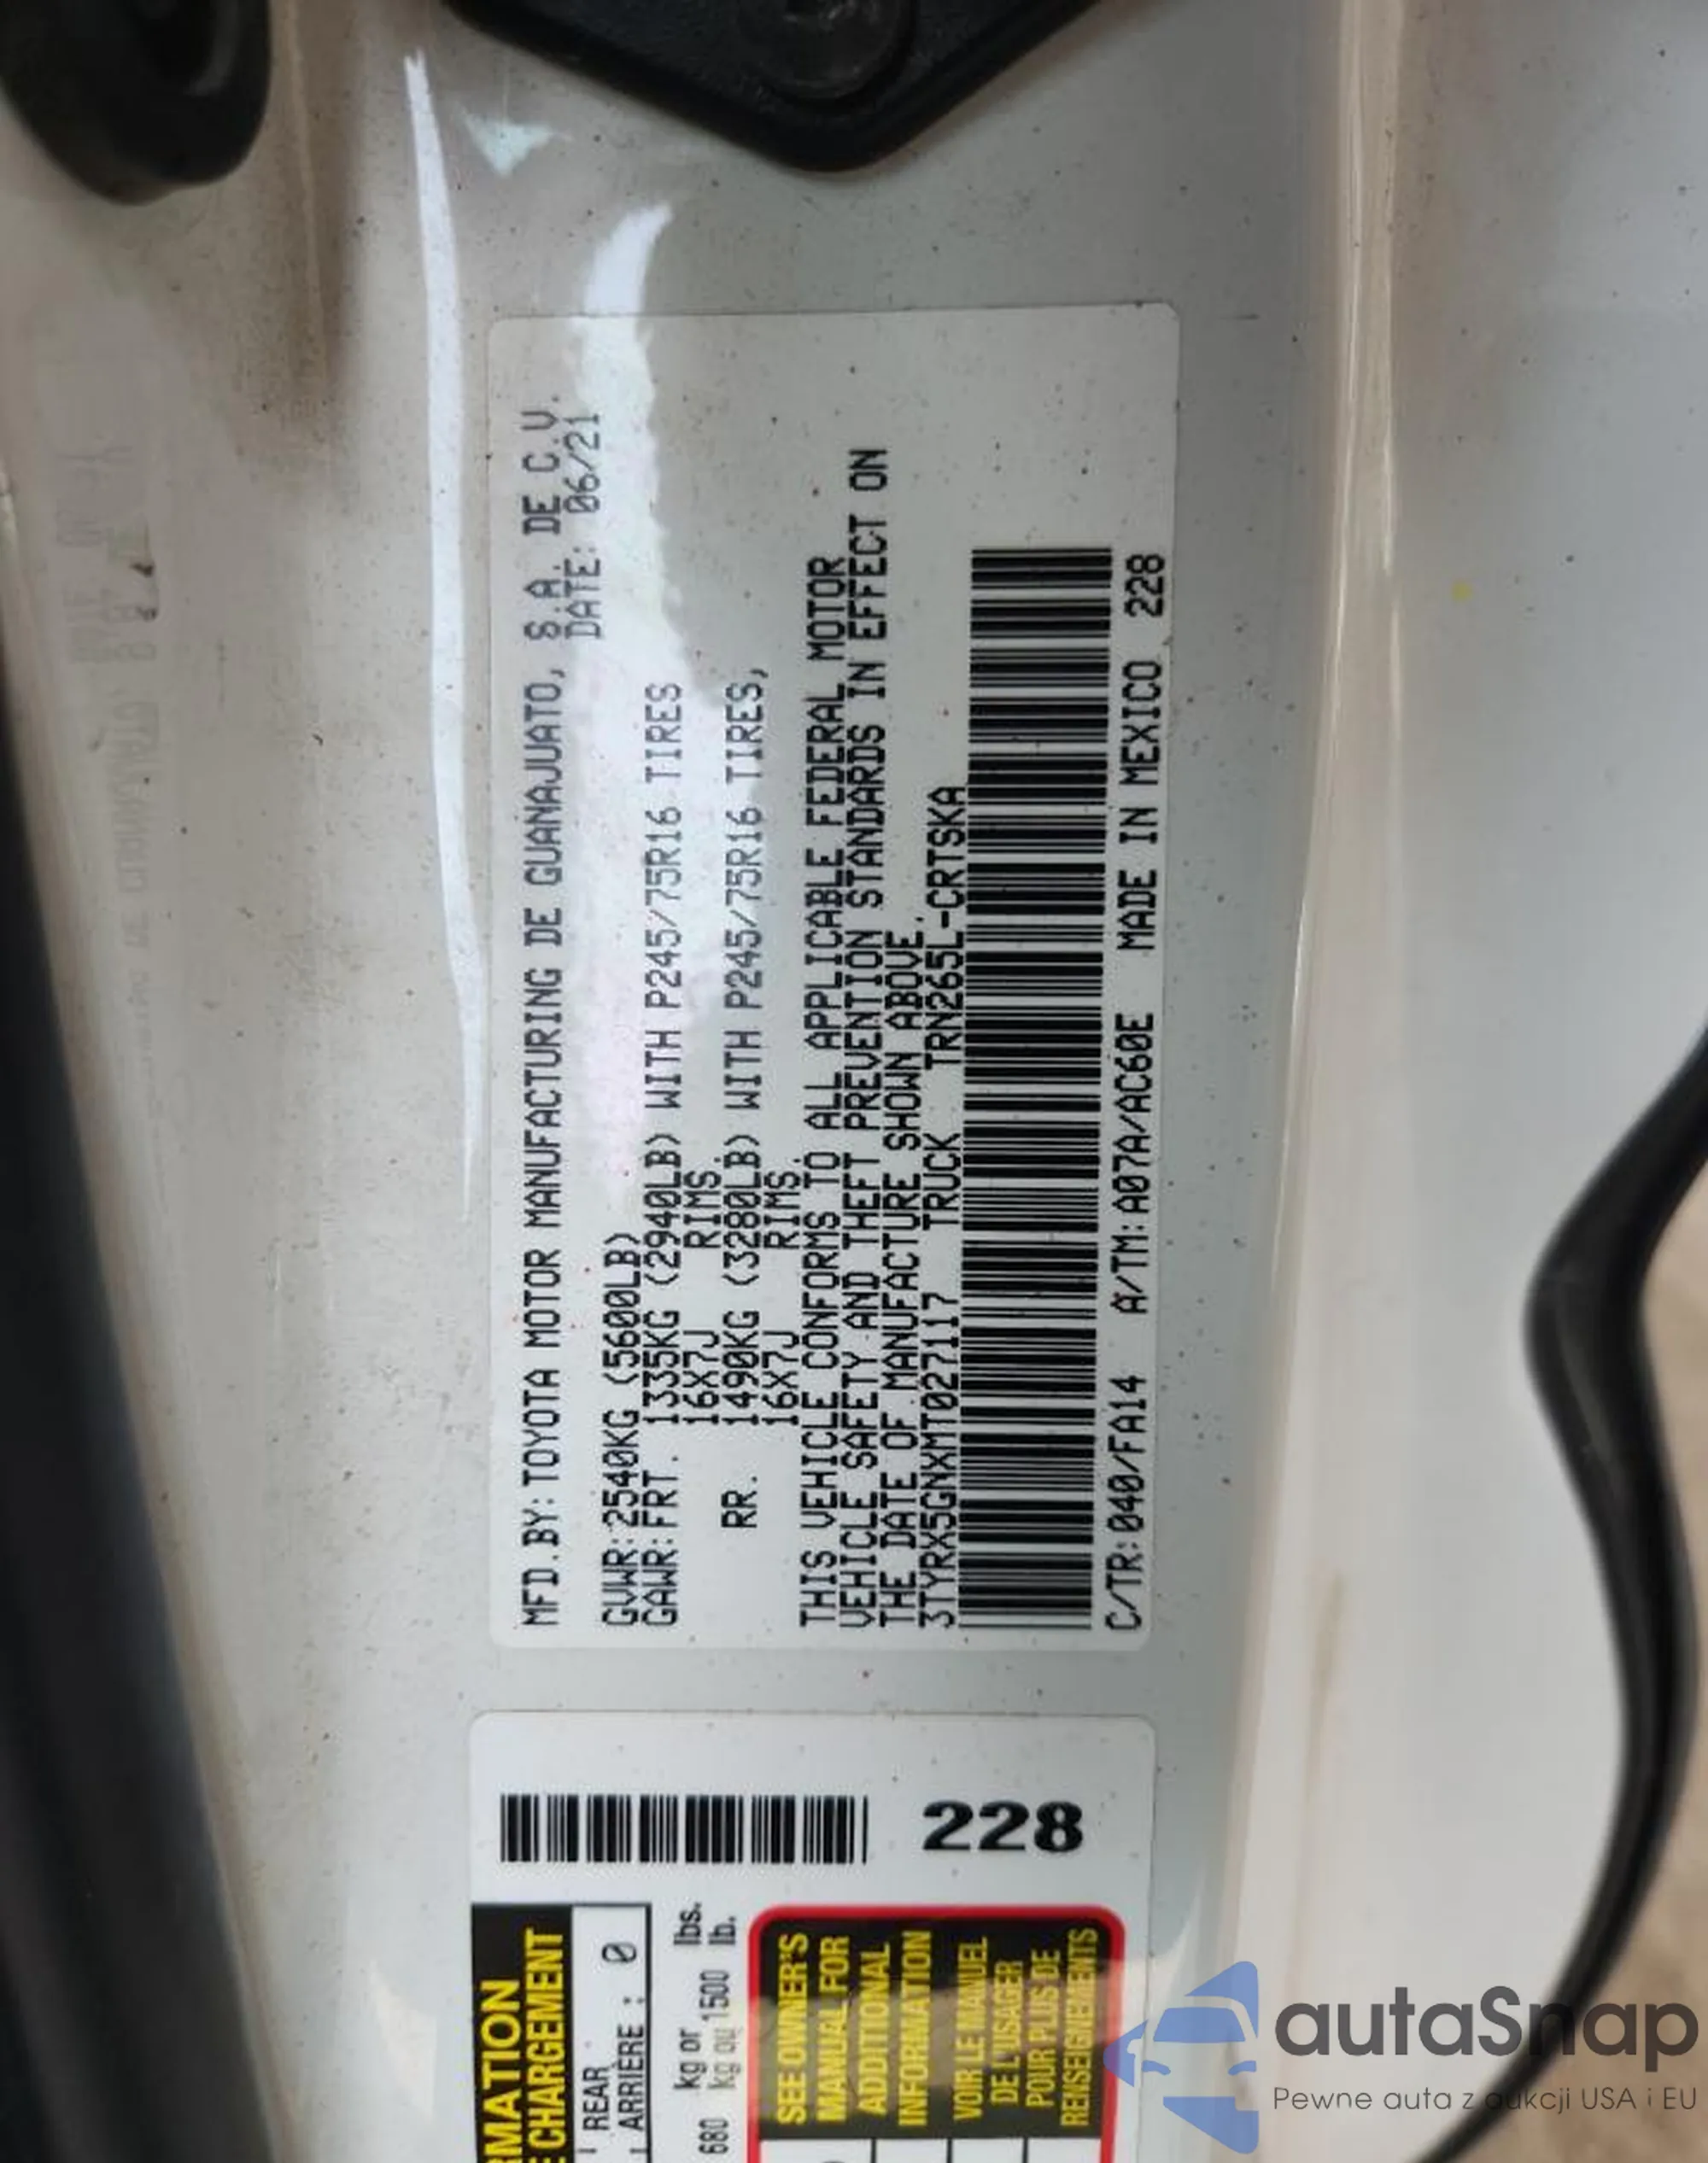 MFD.BY:TOYOTA MOTOR MANUFACTURING DE GUANAJUATO, S.A. DE C.V.
DATE: 06/21
GVWR:2540KG (5600LB)
GAWR:FRT. 1335KG (2940LB) WITH P245/75R16 TIRES
16X7J RIMS.
RR. 1490KG (3280LB) WITH P245/75R16 TIRES,
16X7J RIMS.
THIS VEHICLE CONFORMS TO ALL APPLICABLE FEDERAL MOTOR
VEHICLE SAFETY AND THEFT PREVENTION STANDARDS IN EFFECT ON
THE DATE OF MANUFACTURE SHOWN ABOVE.
3TYRX5GNXMT027117 TRUCK TRN265L-CRTSKA
C/TR:040/FA14 A/TM:A07A/AC60E MADE IN MEXICO 228
228
CHARGEMENT
REAR
ARRIÈRE : 0
680 kg or lbs.
kg ou 1500 lb.
SEE OWNER'S
MANUAL FOR
ADDITIONAL
INFORMATION
VOIR LE MANUEL
DE L'USAGER
POUR PLUS DE
RENSEIGNEMENTS
autaSnap
Pewne auta z aukcji USA i EU